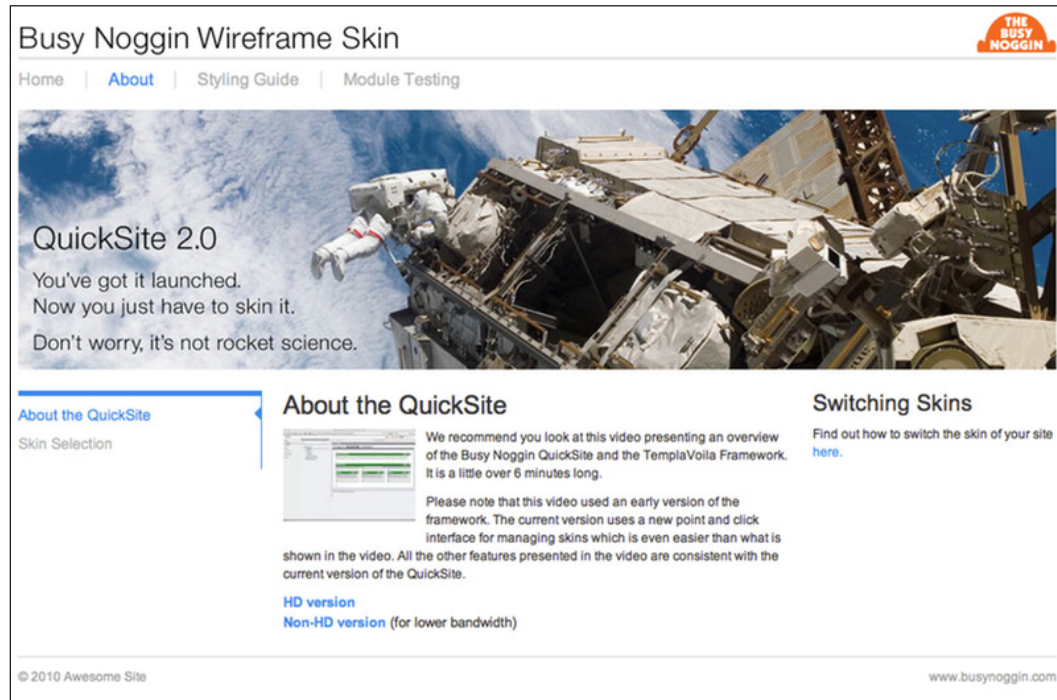 Busy Noggin Wireframe Skin
THE
BUSY
NOGGIN
Home | About | Styling Guide | Module Testing
QuickSite 2.0
You've got it launched.
Now you just have to skin it.
Don't worry, it's not rocket science.
About the QuickSite
Skin Selection
About the QuickSite
We recommend you look at this video presenting an overview
of the Busy Noggin QuickSite and the TemplaVoila Framework.
It is a little over 6 minutes long.
Please note that this video used an early version of the
framework. The current version uses a new point and click
interface for managing skins which is even easier than what is
shown in the video. All the other features presented in the video are consistent with the
current version of the QuickSite.
HD version
Non-HD version (for lower bandwidth)
Switching Skins
Find out how to switch the skin of your site
here.
© 2010 Awesome Site
www.busynoggin.com